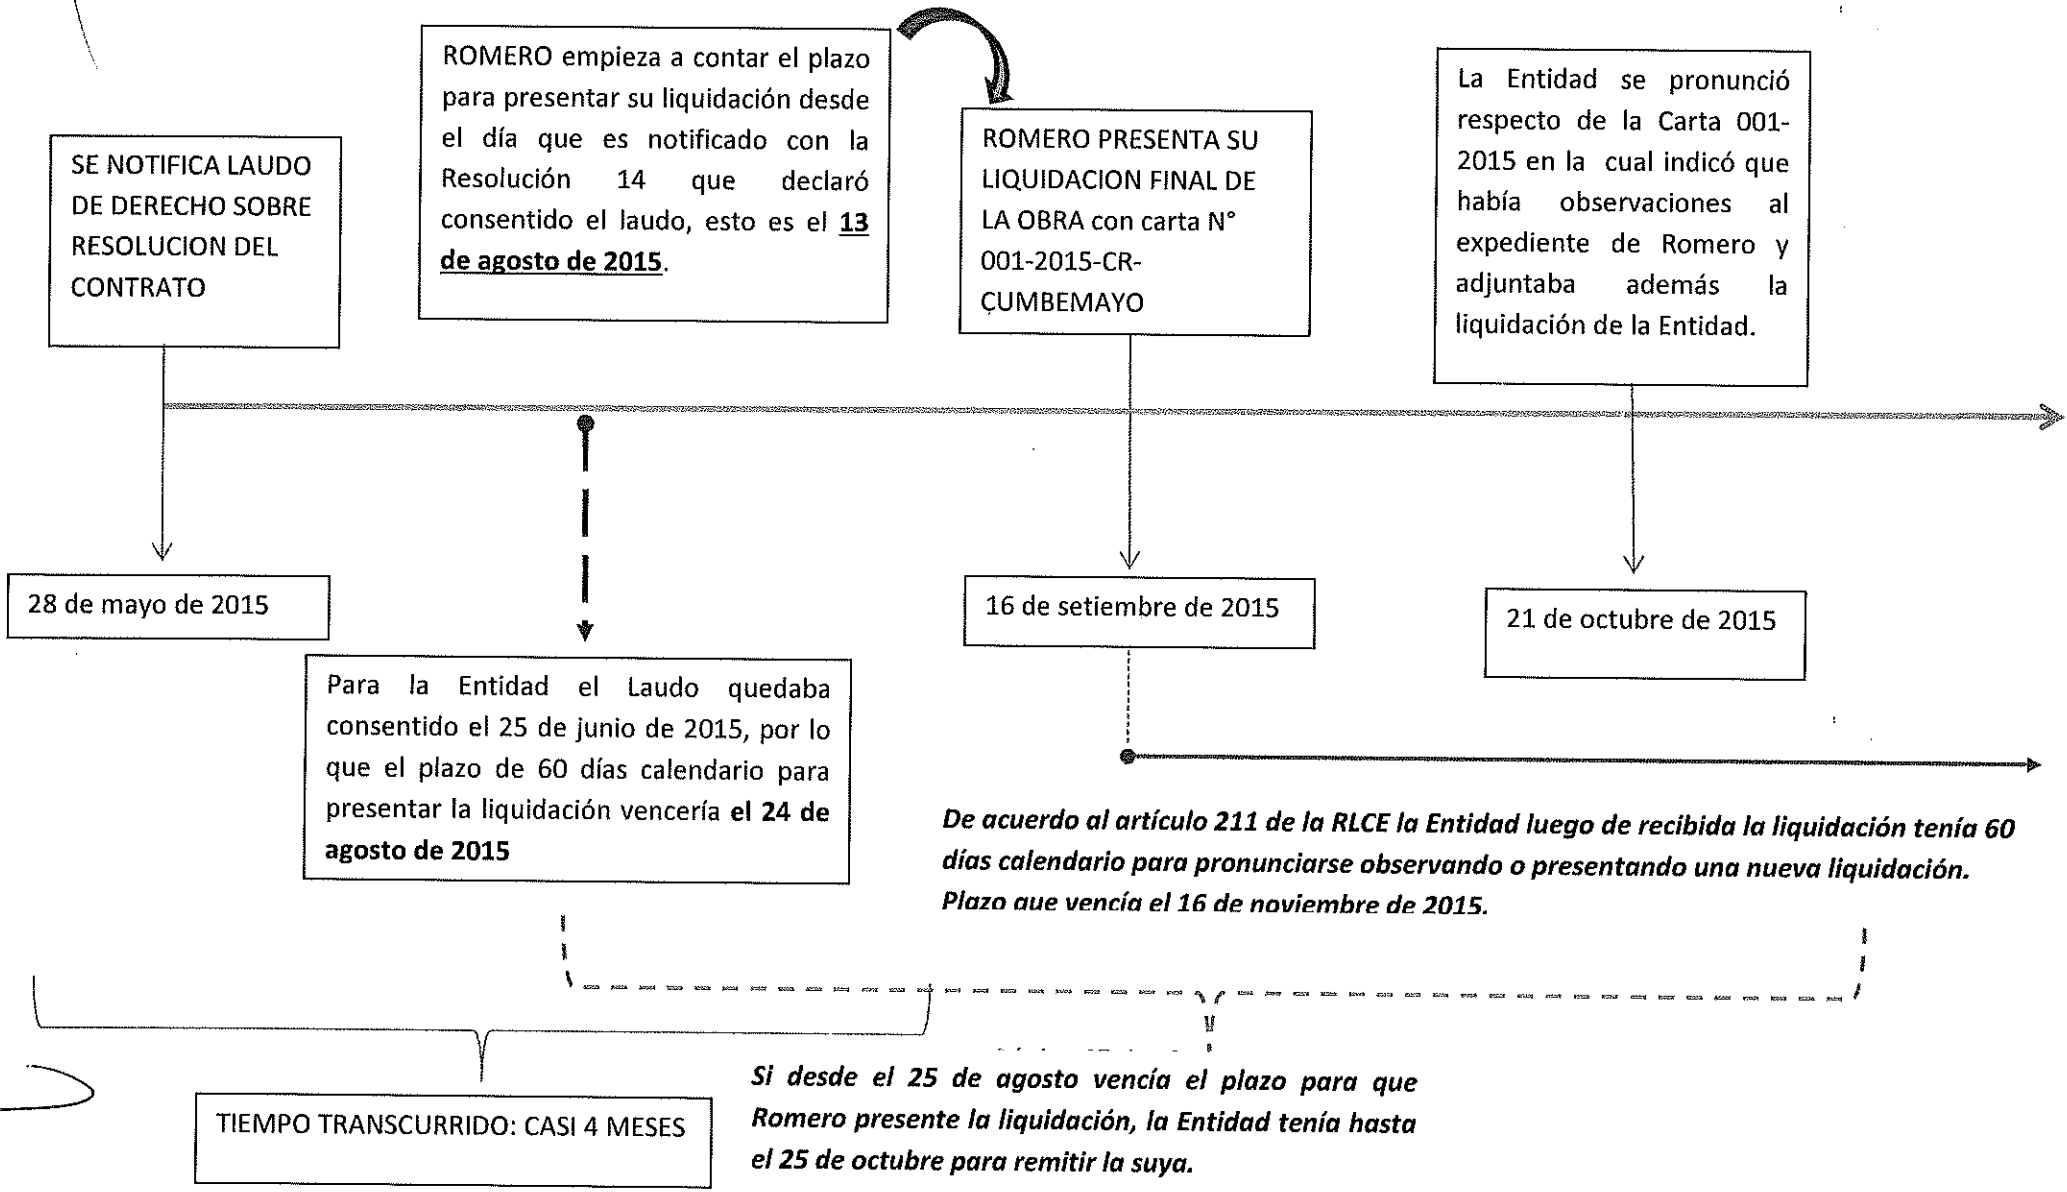 SE NOTIFICA LAUDO
DE DERECHO SOBRE
RESOLUCION DEL
CONTRATO
ROMERO empieza a contar el plazo
para presentar su liquidación desde
el día que es notificado con la
Resolución 14 que declaró
consentido el laudo, esto es el 13
de agosto de 2015.
ROMERO PRESENTA SU
LIQUIDACION FINAL DE
LA OBRA con carta N°
001-2015-CR-
CUMBEMAYO
La Entidad se pronunció
respecto de la Carta 001-
2015 en la cual indicó que
había observaciones al
expediente de Romero y
adjuntaba además la
liquidación de la Entidad.
28 de mayo de 2015
16 de setiembre de 2015
21 de octubre de 2015
Para la Entidad el Laudo quedaba
consentido el 25 de junio de 2015, por lo
que el plazo de 60 días calendario para
presentar la liquidación vencería el 24 de
agosto de 2015
De acuerdo al artículo 211 de la RLCE la Entidad luego de recibida la liquidación tenía 60
días calendario para pronunciarse observando o presentando una nueva liquidación.
Plazo que vencía el 16 de noviembre de 2015.
TIEMPO TRANSCURRIDO: CASI 4 MESES
Si desde el 25 de agosto vencía el plazo para que
Romero presente la liquidación, la Entidad tenía hasta
el 25 de octubre para remitir la suya.